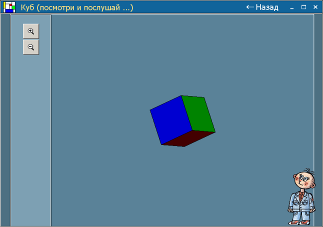 Куб (посмотри и послушай ...)
← Назад